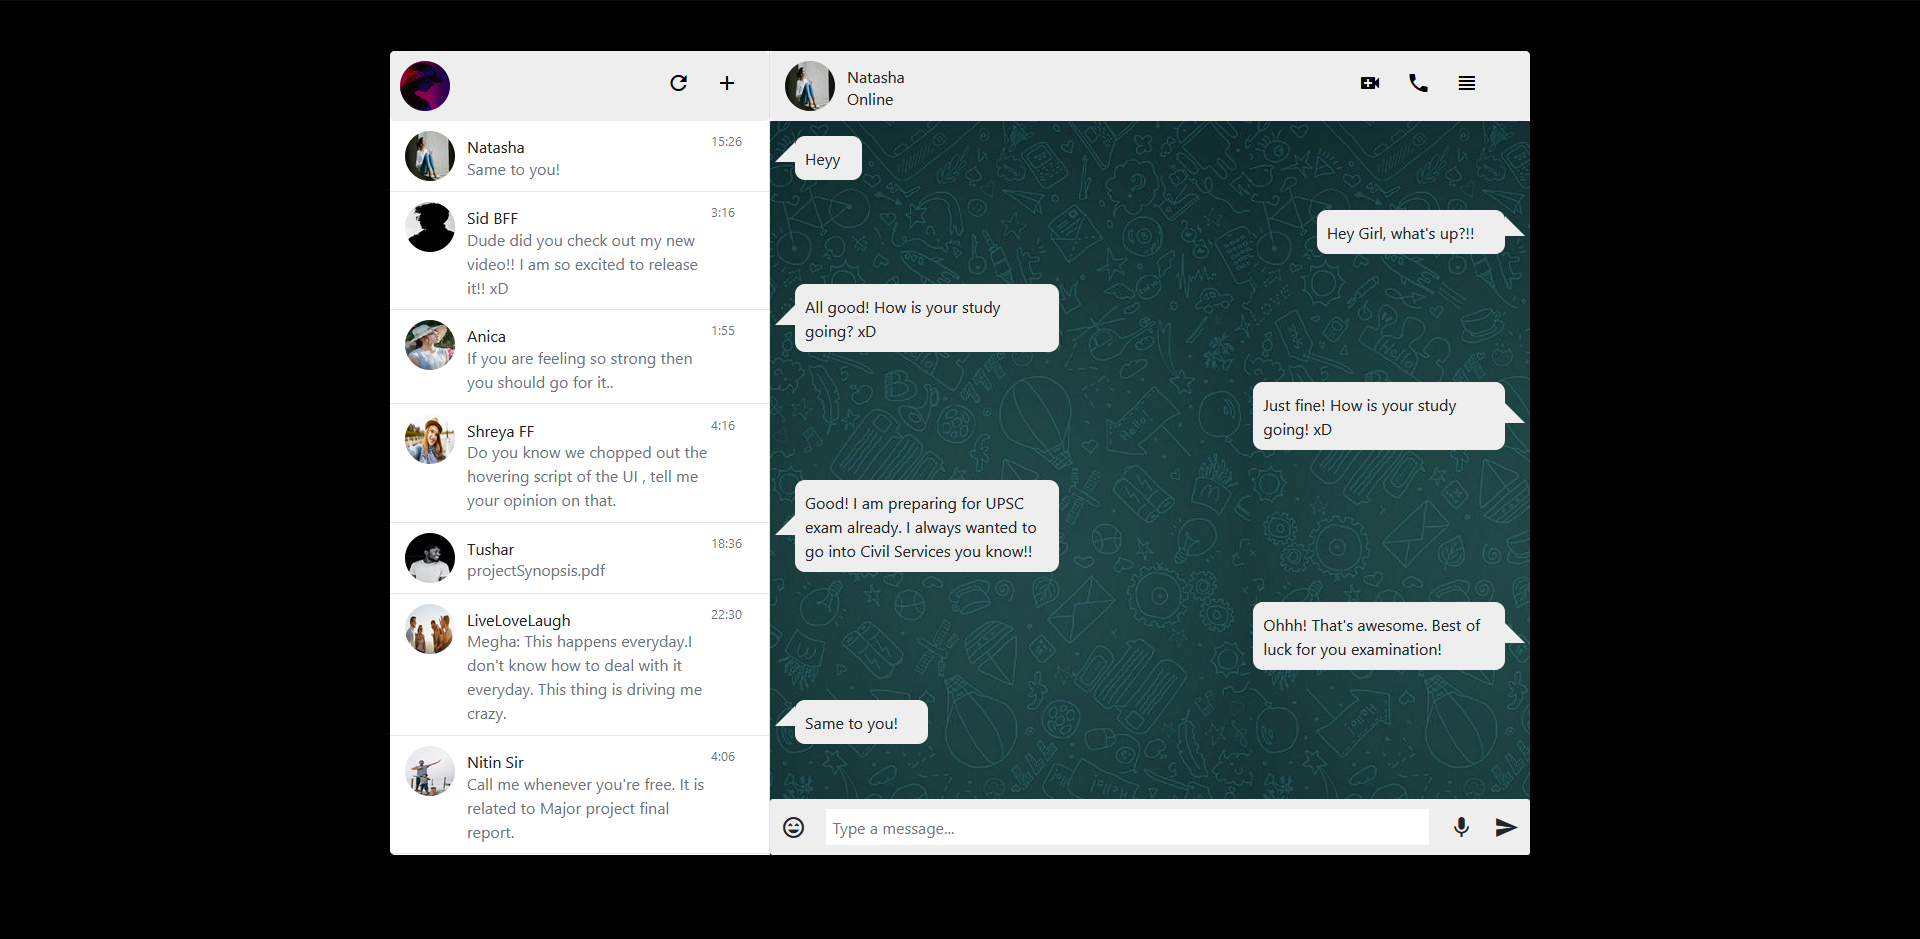 Natasha
15:26
Same to you!
Sid BFF
3:16
Dude did you check out my new
video!! I am so excited to release
it!! xD
Anica
1:55
If you are feeling so strong then
you should go for it..
Shreya FF
4:16
Do you know we chopped out the
hovering script of the UI , tell me
your opinion on that.
Tushar
18:36
projectSynopsis.pdf
LiveLoveLaugh
22:30
Megha: This happens everyday.I
don't know how to deal with it
everyday. This thing is driving me
crazy.
Nitin Sir
4:06
Call me whenever you're free. It is
related to Major project final
report.
Natasha
Online
Heyy
Hey Girl, what's up?!!
All good! How is your study
going? xD
Just fine! How is your study
going! xD
Good! I am preparing for UPSC
exam already. I always wanted to
go into Civil Services you know!!
Ohhh! That's awesome. Best of
luck for you examination!
Same to you!
Type a message...